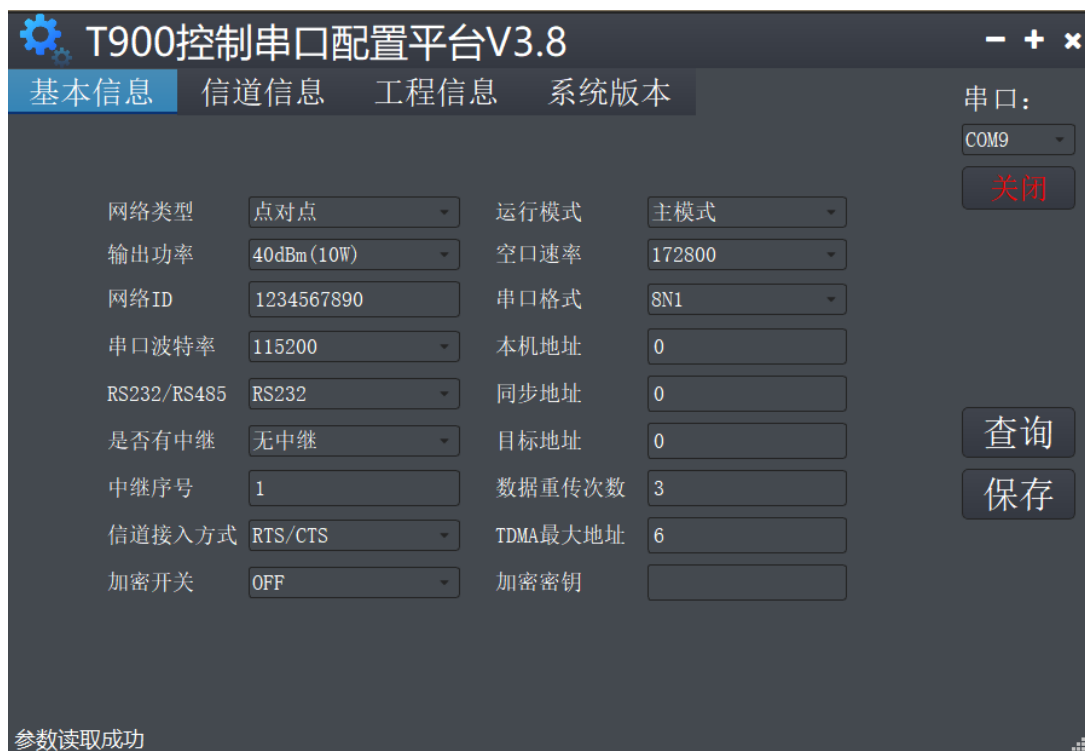 T900控制串口配置平台V3.8
基本信息 信道信息 工程信息 系统版本
串口：
COM9
关闭
网络类型 点对点 运行模式 主模式
输出功率 40dBm(10W) 空口速率 172800
网络ID 1234567890 串口格式 8N1
串口波特率 115200 本机地址 0
RS232/RS485 RS232 同步地址 0
是否有中继 无中继 目标地址 0
查询
中继序号 1 数据重传次数 3
保存
信道接入方式 RTS/CTS TDMA最大地址 6
加密开关 OFF 加密密钥
参数读取成功